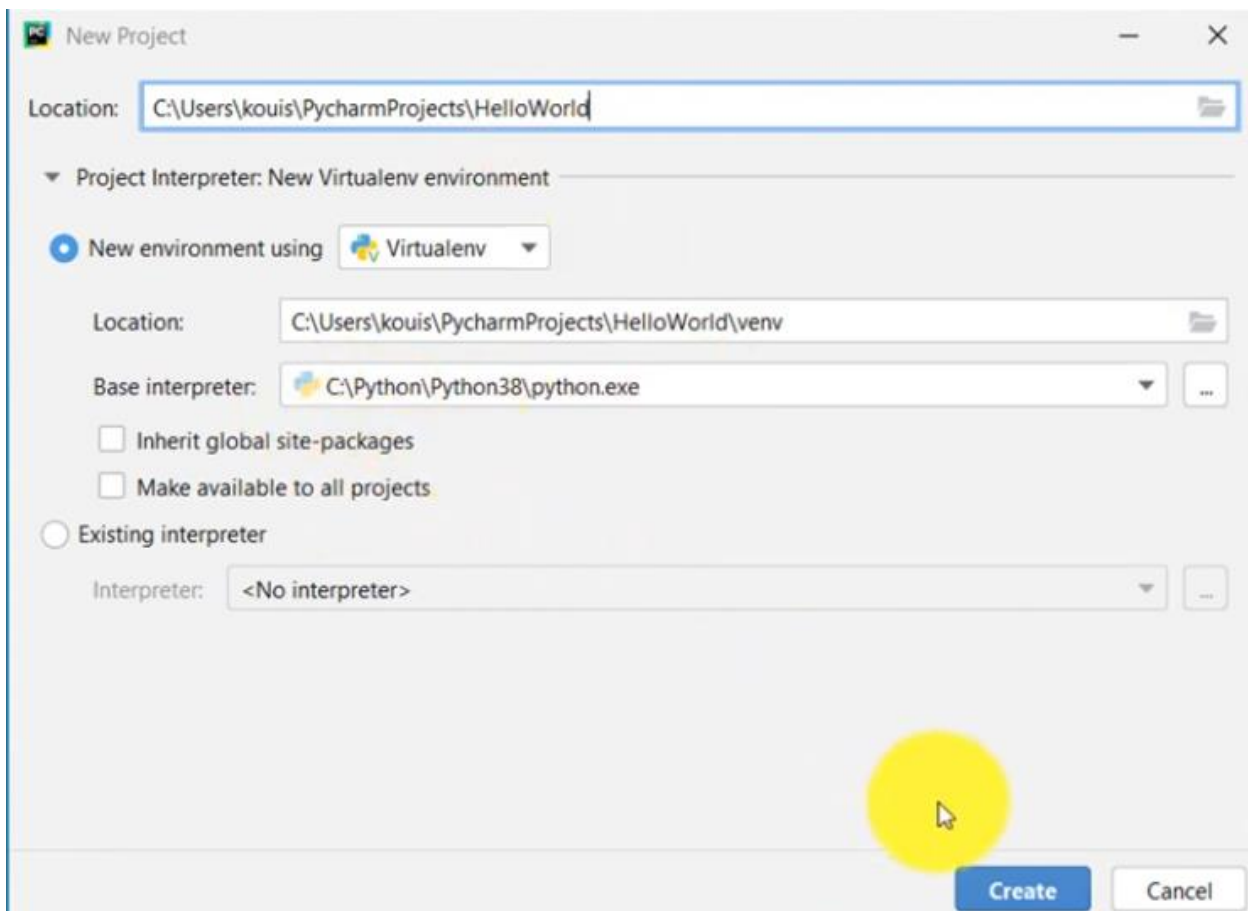 PC New Project
Location: C:\Users\kouis\PycharmProjects\HelloWorld
Project Interpreter: New Virtualenv environment
New environment using Virtualenv
Location: C:\Users\kouis\PycharmProjects\HelloWorld\venv
Base interpreter: C:\Python\Python38\python.exe ...
Inherit global site-packages
Make available to all projects
Existing interpreter
Interpreter: <No interpreter> ...
Create Cancel